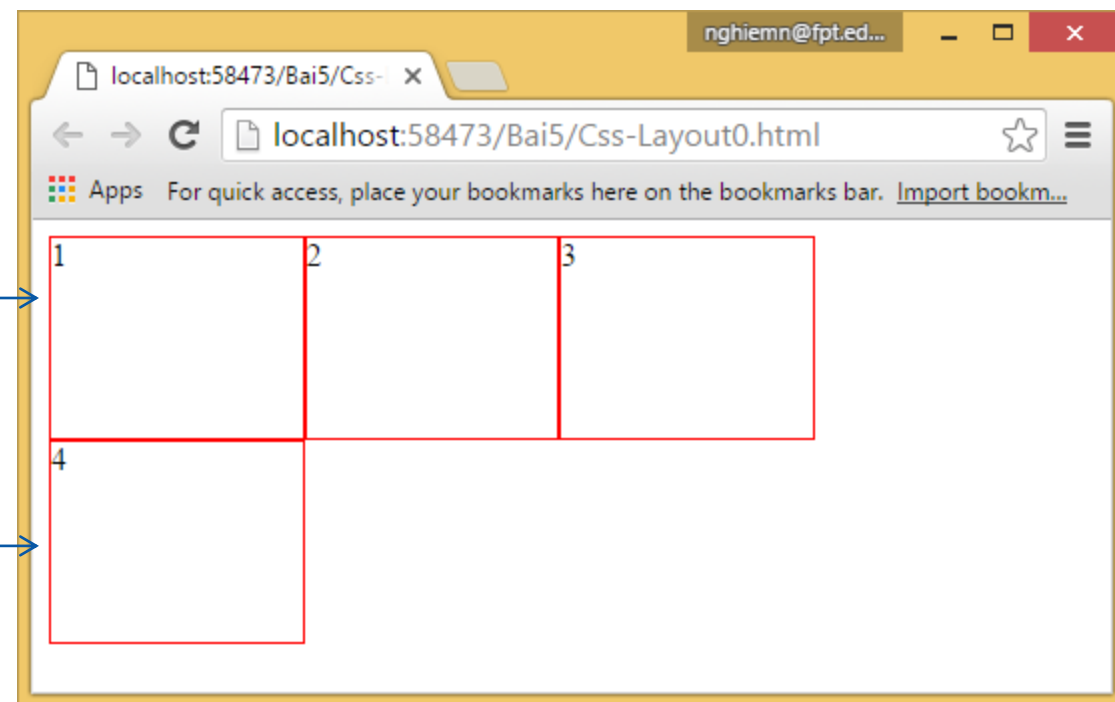 nghiemn@fpt.ed...
localhost:58473/Bai5/Css-
localhost:58473/Bai5/Css-Layout0.html
Apps For quick access, place your bookmarks here on the bookmarks bar. Import bookm...
1 2 3
4